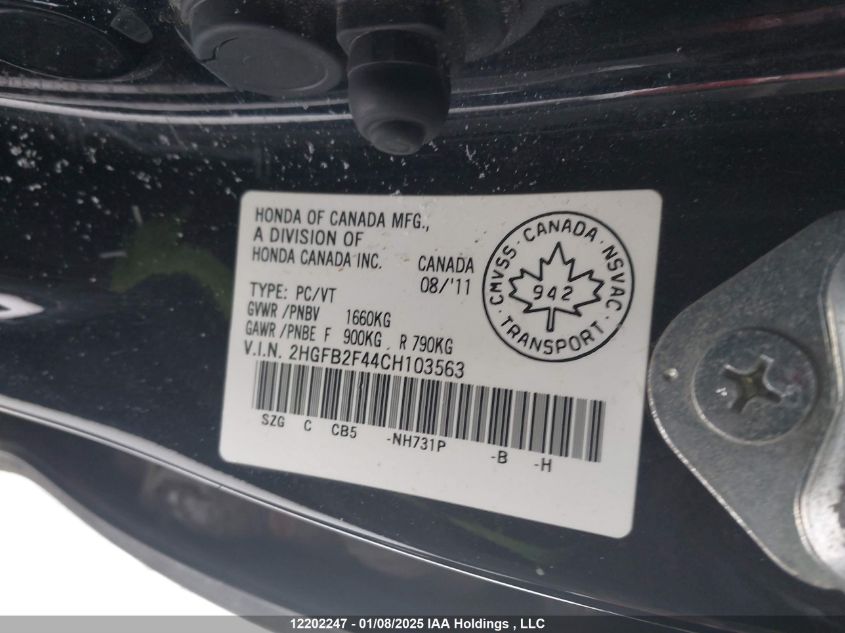 HONDA OF CANADA MFG.,
A DIVISION OF
HONDA CANADA INC. CANADA
08/'11
TYPE: PC/VT
GVWR /PNBV 1660KG
GAWR /PNBE F 900KG R 790KG
V.I.N. 2HGFB2F44CH103563
SZG C CB5 -NH731P -B -H
CMVSS · CANADA · NSVAC ·
942
TRANSPORT
12202247 - 01/08/2025 IAA Holdings , LLC